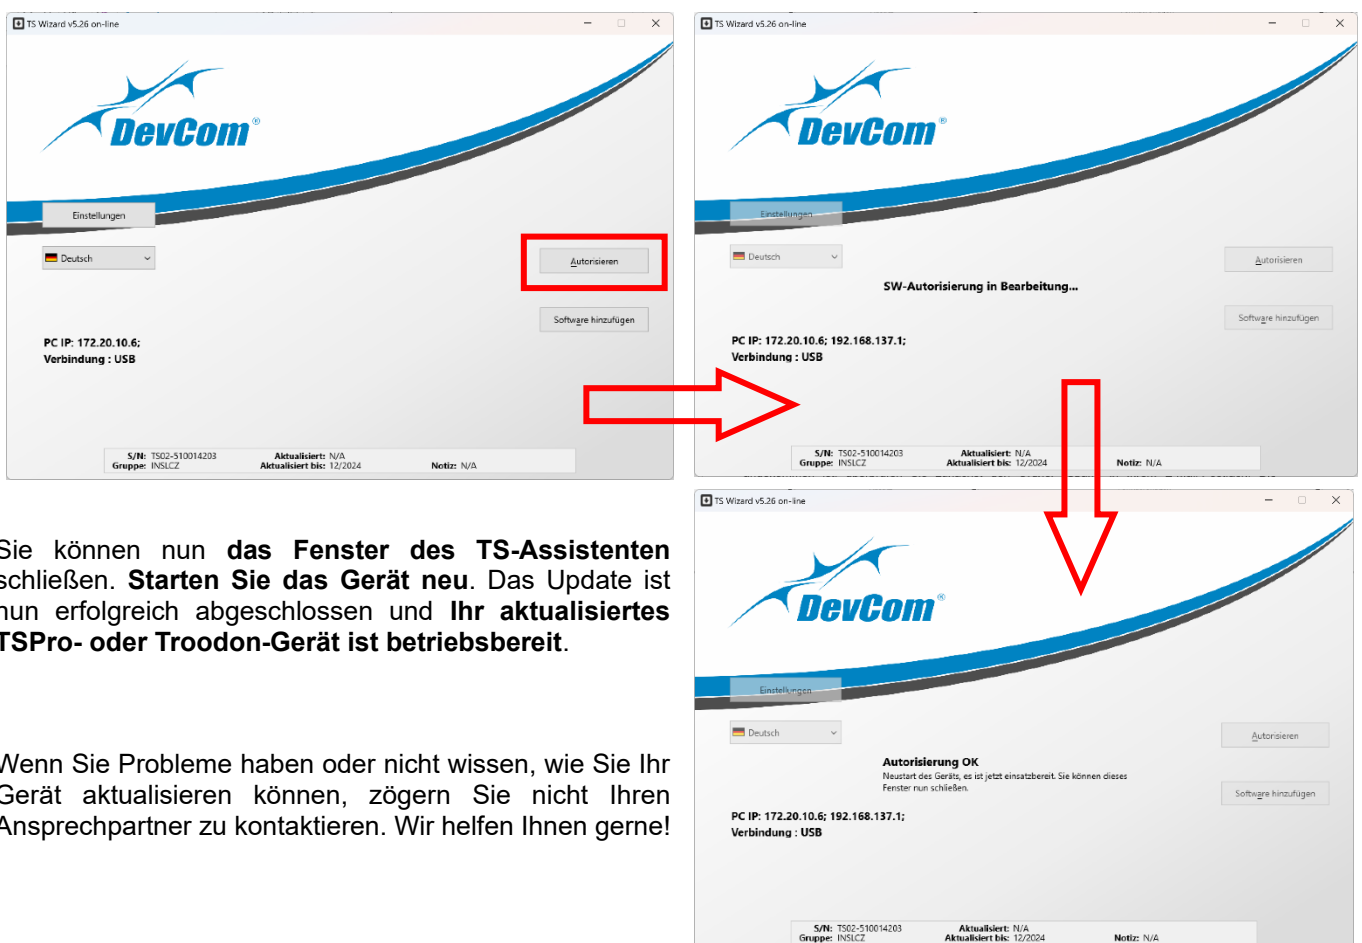 TS Wizard v5.26 on-line
DevCom®
Einstellungen
Deutsch
Autorisieren
Software hinzufügen
PC IP: 172.20.10.6;
Verbindung : USB
S/N: TS02-510014203 Aktualisiert: N/A
Gruppe: INSLCZ Aktualisiert bis: 12/2024 Notiz: N/A
TS Wizard v5.26 on-line
DevCom®
Einstellungen
Deutsch
Autorisieren
SW-Autorisierung in Bearbeitung...
Software hinzufügen
PC IP: 172.20.10.6; 192.168.137.1;
Verbindung : USB
S/N: TS02-510014203 Aktualisiert: N/A
Gruppe: INSLCZ Aktualisiert bis: 12/2024 Notiz: N/A
Sie können nun das Fenster des TS-Assistenten
schließen. Starten Sie das Gerät neu. Das Update ist
nun erfolgreich abgeschlossen und Ihr aktualisiertes
TSPro- oder Troodon-Gerät ist betriebsbereit.
Wenn Sie Probleme haben oder nicht wissen, wie Sie Ihr
Gerät aktualisieren können, zögern Sie nicht Ihren
Ansprechpartner zu kontaktieren. Wir helfen Ihnen gerne!
TS Wizard v5.26 on-line
DevCom®
Einstellungen
Deutsch
Autorisieren
Autorisierung OK
Neustart des Geräts, es ist jetzt einsatzbereit. Sie können dieses
Fenster nun schließen.
Software hinzufügen
PC IP: 172.20.10.6; 192.168.137.1;
Verbindung : USB
S/N: TS02-510014203 Aktualisiert: N/A
Gruppe: INSLCZ Aktualisiert bis: 12/2024 Notiz: N/A